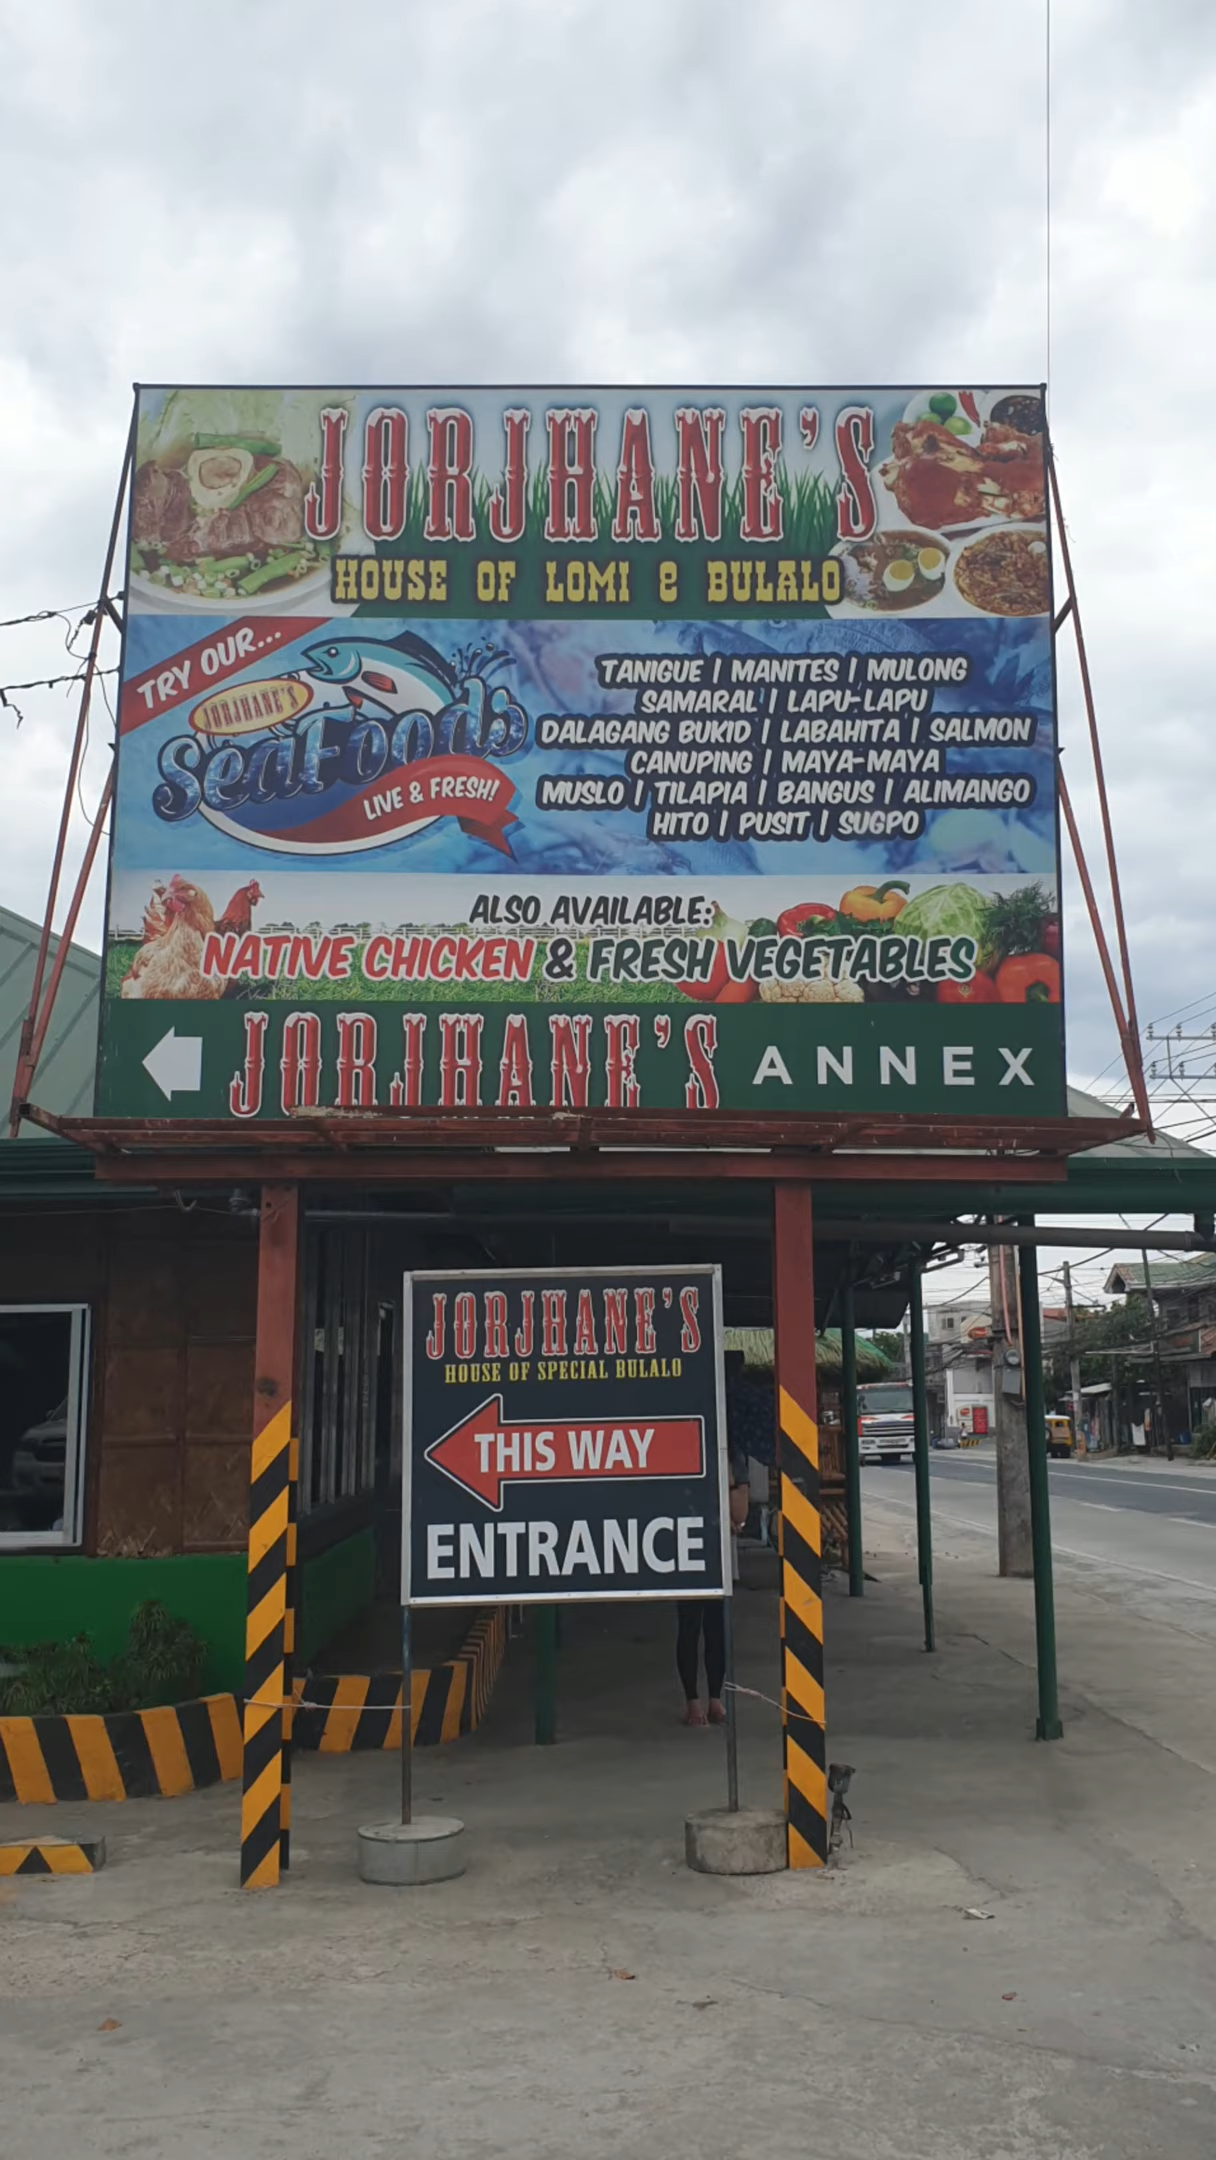 JORJHANE'S
HOUSE OF LOMI & BULALO
TRY OUR...
JORJHANE'S
SeaFoods
LIVE & FRESH!
TANIGUE | MANITES | MULONG
SAMARAL | LAPU-LAPU
DALAGANG BUKID | LABAHITA | SALMON
CANUPING | MAYA-MAYA
MUSLO | TILAPIA | BANGUS | ALIMANGO
HITO | PUSIT | SUGPO
ALSO AVAILABLE:
NATIVE CHICKEN & FRESH VEGETABLES
JORJHANE'S ANNEX
JORJHANE'S
HOUSE OF SPECIAL BULALO
THIS WAY
ENTRANCE